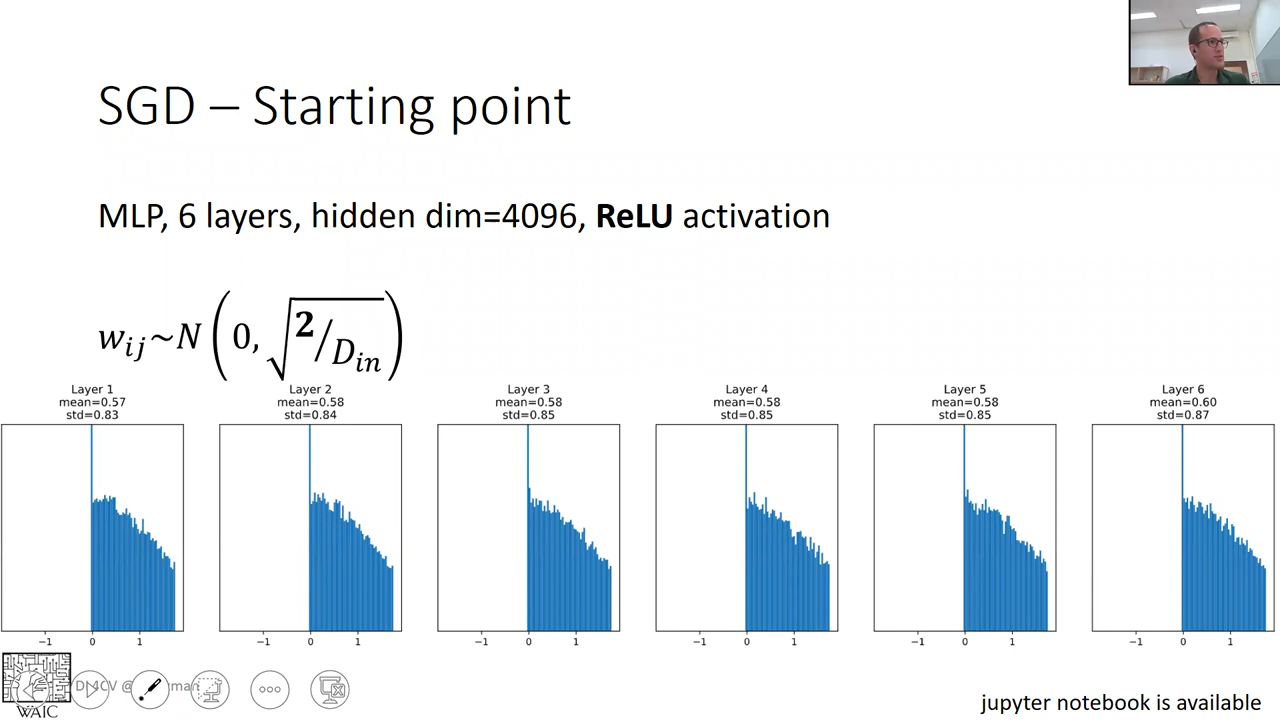 SGD – Starting point
MLP, 6 layers, hidden dim=4096, ReLU activation
w_{ij}~N(0, √(2/D_{in}))
Layer 1
mean=0.57
std=0.83
Layer 2
mean=0.58
std=0.84
Layer 3
mean=0.58
std=0.85
Layer 4
mean=0.58
std=0.85
Layer 5
mean=0.58
std=0.85
Layer 6
mean=0.60
std=0.87
−1 0 1
−1 0 1
−1 0 1
−1 0 1
−1 0 1
−1 0 1
WAIC
jupyter notebook is available